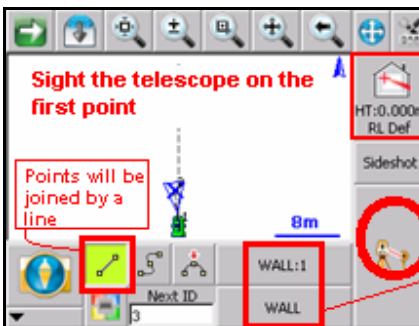 Sight the telescope on the
first point
HT:0.000m
RL Def
Sideshot
Points will be
joined by a
line
8m
WALL:1
Next ID
3
WALL